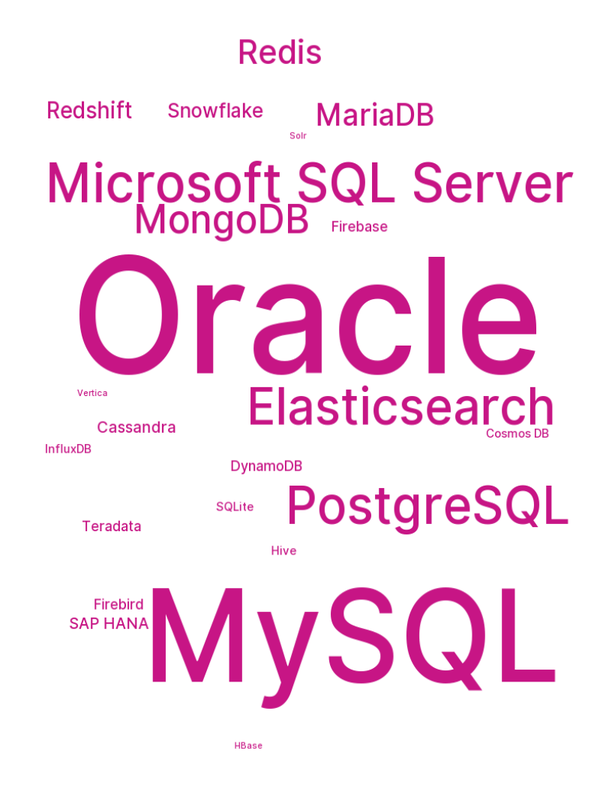 Redis
Redshift Snowflake MariaDB
Solr
Microsoft SQL Server
MongoDB Firebase
Oracle
Vertica
Elasticsearch
Cassandra
Cosmos DB
InfluxDB
DynamoDB
SQLite
PostgreSQL
Teradata
Hive
Firebird
SAP HANA
MySQL
HBase